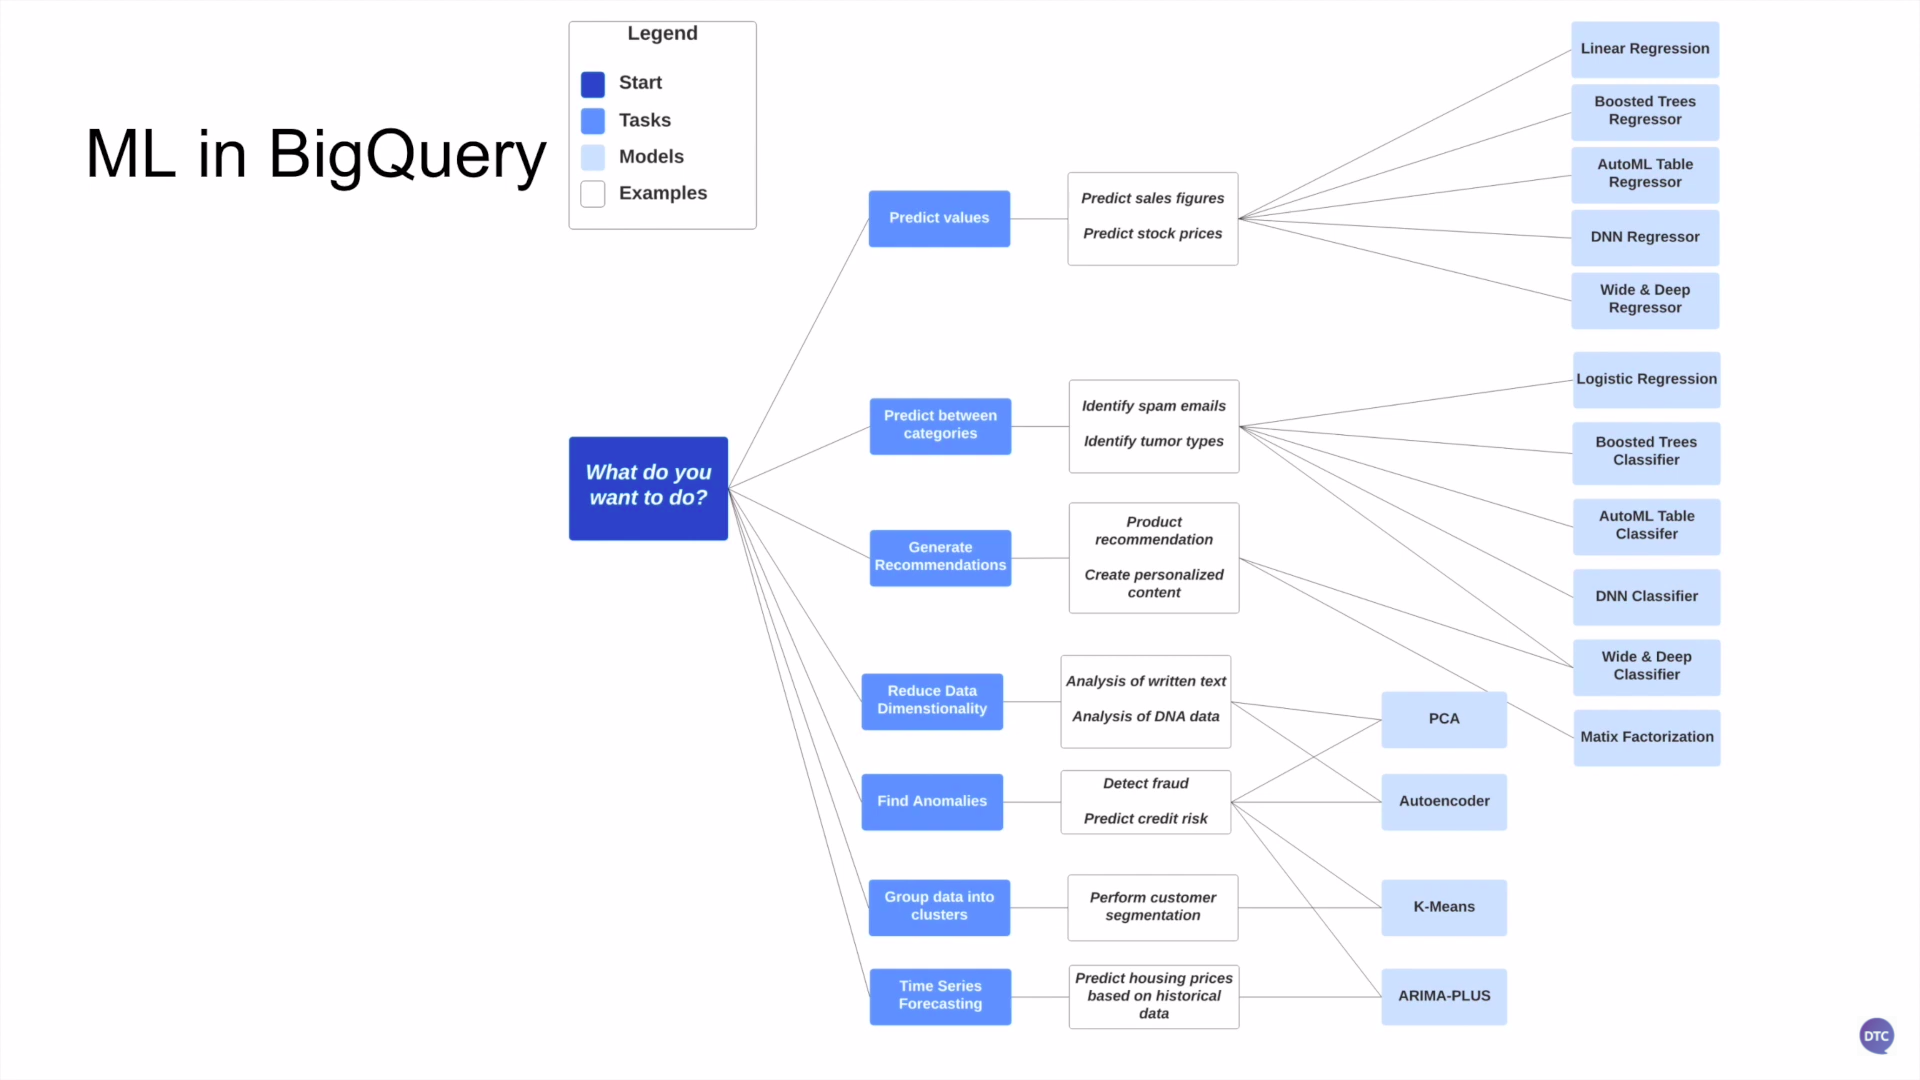 ML in BigQuery
Legend
Start
Tasks
Models
Examples
What do you
want to do?
Predict values
Predict sales figures
Predict stock prices
Linear Regression
Boosted Trees
Regressor
AutoML Table
Regressor
DNN Regressor
Wide & Deep
Regressor
Predict between
categories
Identify spam emails
Identify tumor types
Logistic Regression
Boosted Trees
Classifier
AutoML Table
Classifer
DNN Classifier
Wide & Deep
Classifier
Generate
Recommendations
Product
recommendation
Create personalized
content
Matix Factorization
Reduce Data
Dimenstionality
Analysis of written text
Analysis of DNA data
PCA
Find Anomalies
Detect fraud
Predict credit risk
Autoencoder
Group data into
clusters
Perform customer
segmentation
K-Means
Time Series
Forecasting
Predict housing prices
based on historical
data
ARIMA-PLUS
DTC